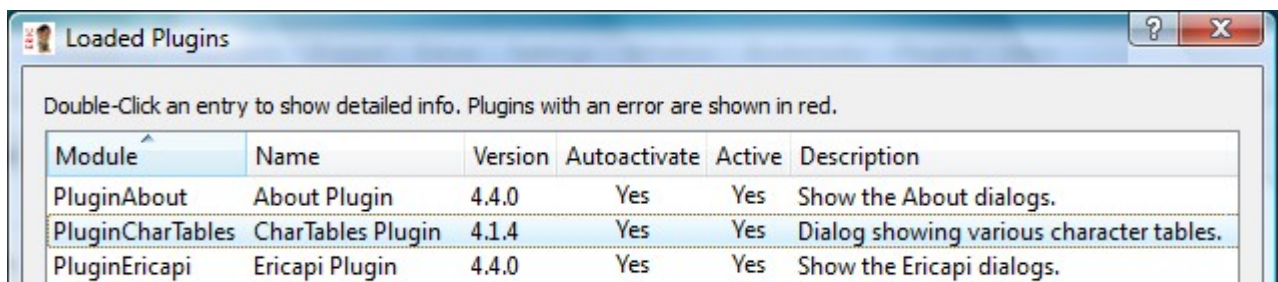 ERIC Loaded Plugins ? X
Double-Click an entry to show detailed info. Plugins with an error are shown in red.
Module Name Version Autoactivate Active Description
PluginAbout About Plugin 4.4.0 Yes Yes Show the About dialogs.
PluginCharTables CharTables Plugin 4.1.4 Yes Yes Dialog showing various character tables.
PluginEricapi Ericapi Plugin 4.4.0 Yes Yes Show the Ericapi dialogs.